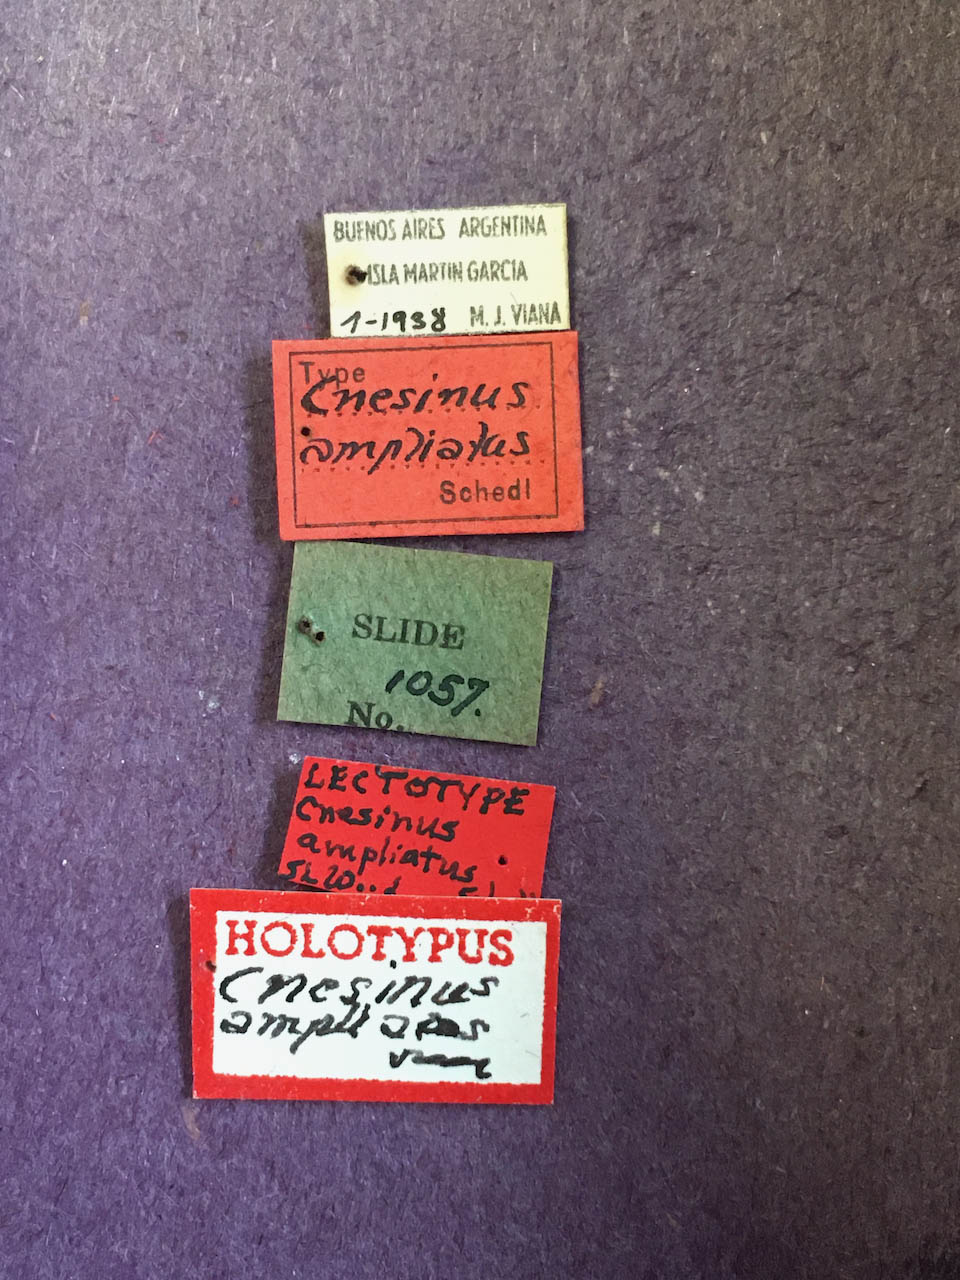 BUENOS AIRES ARGENTINA
ISLA MARTIN GARCIA
1-1938 M. J. VIANA
Type
Cnesinus
ampliatus
Schedl
SLIDE
1057.
No.
LECTOTYPE
Cnesinus
ampliatus
HOLOTYPUS
Cnesinus